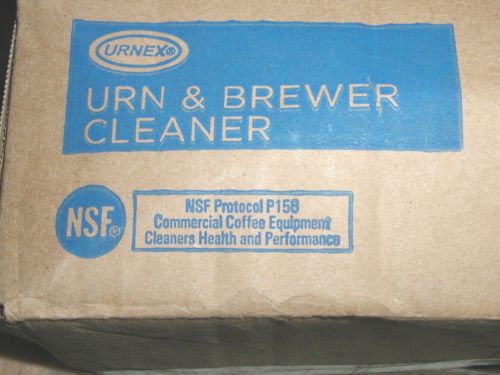 URNEX®
URN & BREWER
CLEANER
NSF®
NSF Protocol P158
Commercial Coffee Equipment
Cleaners Health and Performance